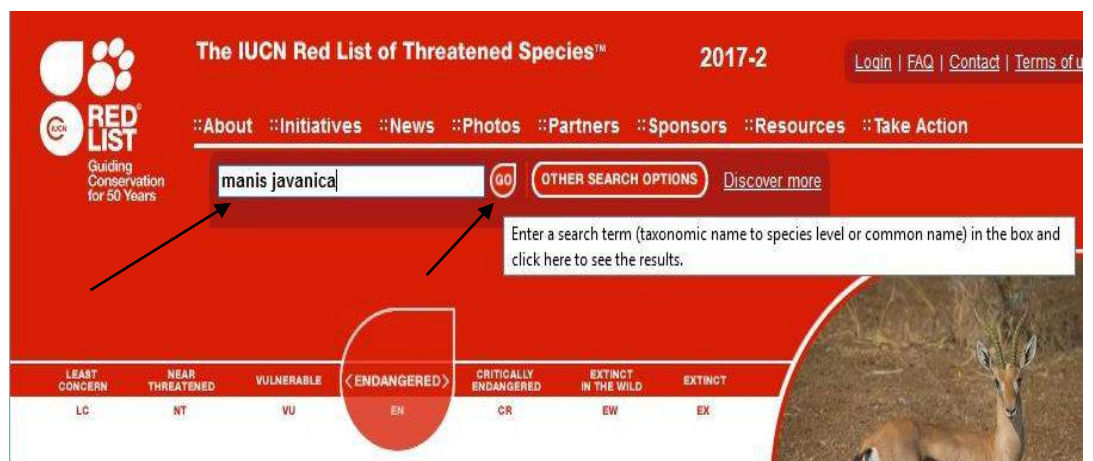 The IUCN Red List of Threatened Species™
2017-2
Login | FAQ | Contact | Terms of u
IUCN
RED
LIST
Guiding
Conservation
for 50 Years
::About ::Initiatives ::News ::Photos ::Partners ::Sponsors ::Resources ::Take Action
manis javanica
GO
OTHER SEARCH OPTIONS
Discover more
Enter a search term (taxonomic name to species level or common name) in the box and
click here to see the results.
LEAST
CONCERN
NEAR
THREATENED
VULNERABLE
<ENDANGERED>
CRITICALLY
ENDANGERED
EXTINCT
IN THE WILD
EXTINCT
LC NT VU EN CR EW EX